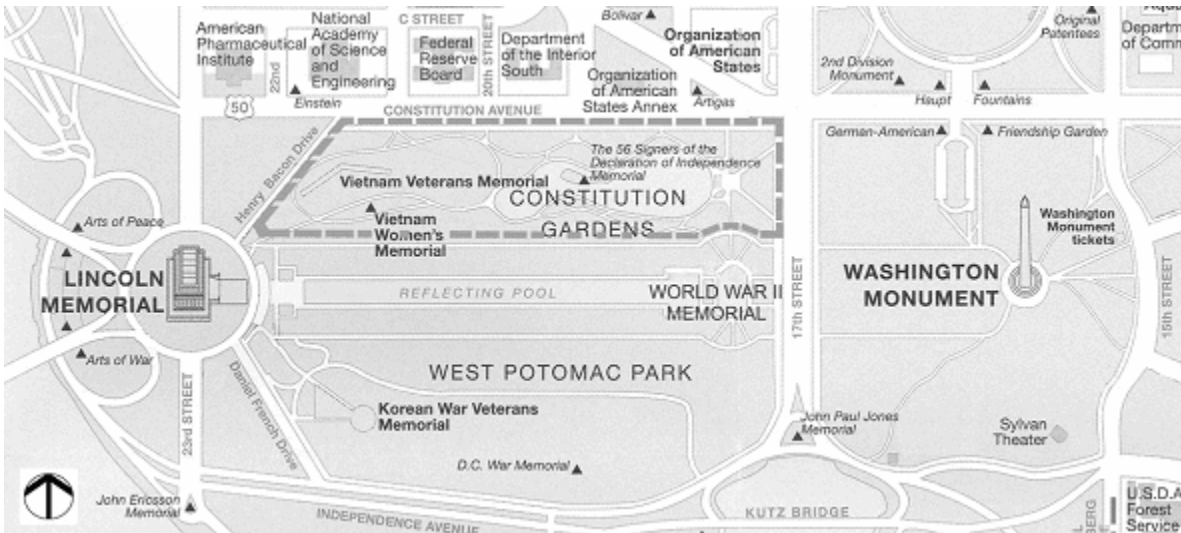 American
Pharmaceutical
Institute
22nd
50
National
Academy
of Science
and
Engineering
Einstein
C STREET
Federal
Reserve
Board
20th STREET
Department
of the Interior
South
Bolivar
Organization
of American
States
Organization
of American
States Annex
Artigas
Original
Patentees
Departm
of Comm
2nd Division
Monument
Haupt
Fountains
CONSTITUTION AVENUE
German-American
Friendship Garden
Henry Bacon Drive
The 56 Signers of the
Declaration of Independence
Memorial
Vietnam Veterans Memorial
CONSTITUTION
GARDENS
Vietnam
Women's
Memorial
Arts of Peace
LINCOLN
MEMORIAL
Arts of War
REFLECTING POOL
WORLD WAR II
MEMORIAL
17th STREET
WASHINGTON
MONUMENT
Washington
Monument
tickets
15th STREET
WEST POTOMAC PARK
Daniel French Drive
23rd STREET
Korean War Veterans
Memorial
D.C. War Memorial
John Paul Jones
Memorial
Sylvan
Theater
John Ericsson
Memorial
INDEPENDENCE AVENUE
KUTZ BRIDGE
U.S.D.A
Forest
Service